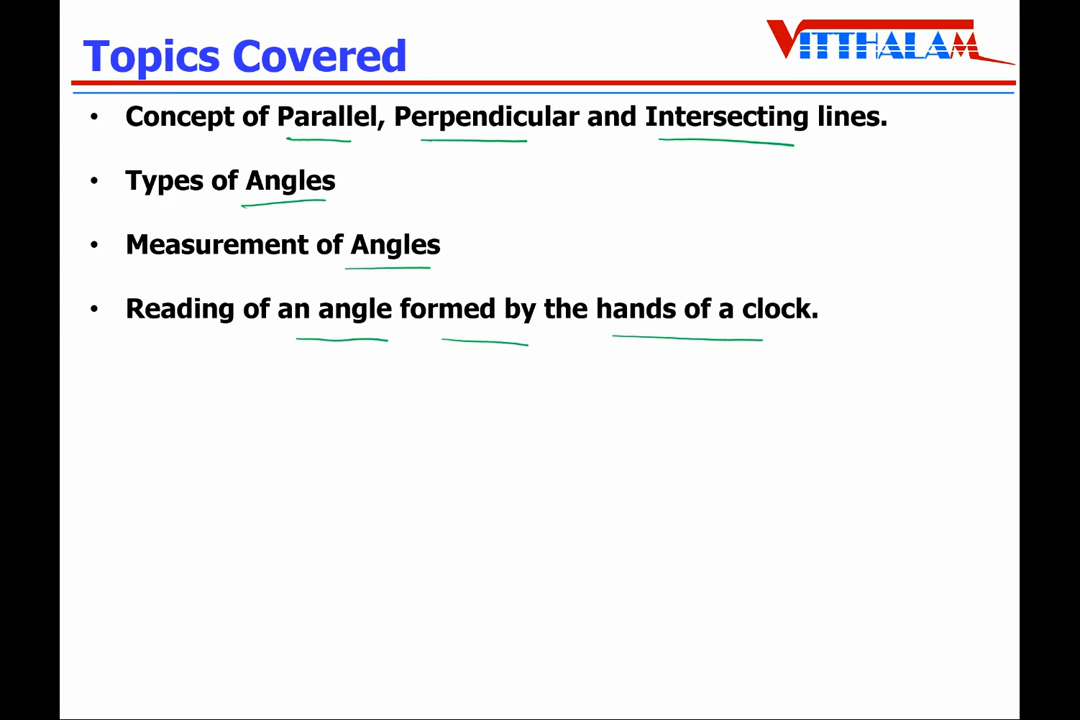 Topics Covered
VITTHALAM
• Concept of Parallel, Perpendicular and Intersecting lines.
• Types of Angles
• Measurement of Angles
• Reading of an angle formed by the hands of a clock.